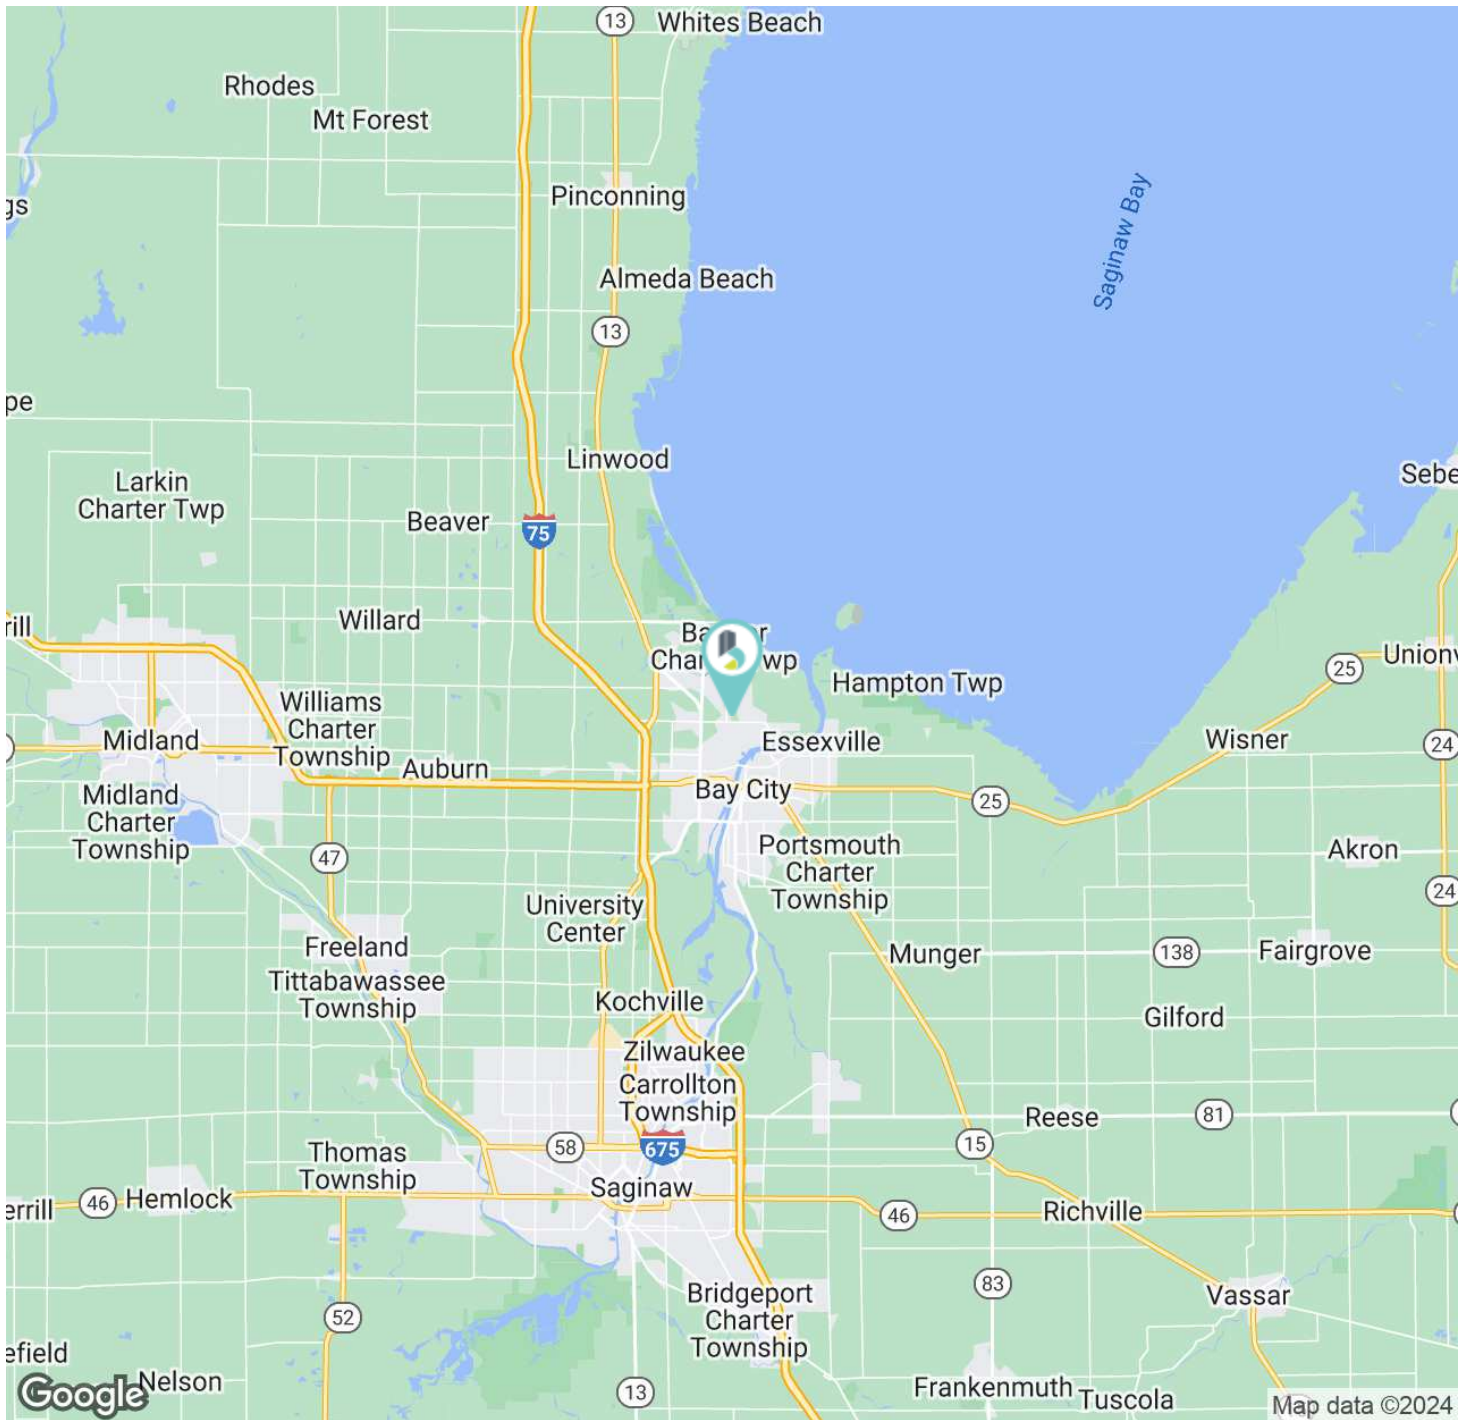 13
Whites Beach
Rhodes
Mt Forest
Pinconning
gs
Saginaw Bay
Almeda Beach
13
pe
Linwood
Larkin
Charter Twp
Sebe
Beaver
75
Willard
rill
Hampton Twp
25
Unionv
Williams
Charter
Township
Midland
Essexville
Wisner
24
Auburn
Bay City
25
Midland
Charter
Township
47
Portsmouth
Charter
Township
Akron
24
University
Center
Freeland
Munger
138
Fairgrove
Tittabawassee
Township
Kochville
Gilford
Zilwaukee
Carrollton
Township
Reese
81
58
675
15
Thomas
Township
Saginaw
46
Hemlock
errill
46
Richville
83
Bridgeport
Charter
Township
Vassar
52
efield
Nelson
13
Frankenmuth
Tuscola
Google
Map data ©2024